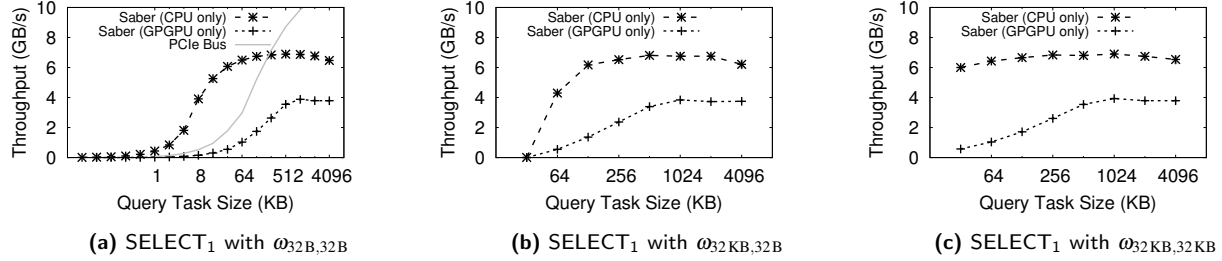 Throughput (GB/s)
10
8
6
4
2
0
Saber (CPU only)
Saber (GPGPU only)
PCIe Bus
1 8 64 512 4096
Query Task Size (KB)
(a) SELECT1 with ω32B,32B
Throughput (GB/s)
10
8
6
4
2
0
Saber (CPU only)
Saber (GPGPU only)
64 256 1024 4096
Query Task Size (KB)
(b) SELECT1 with ω32KB,32B
Throughput (GB/s)
10
8
6
4
2
0
Saber (CPU only)
Saber (GPGPU only)
64 256 1024 4096
Query Task Size (KB)
(c) SELECT1 with ω32KB,32KB